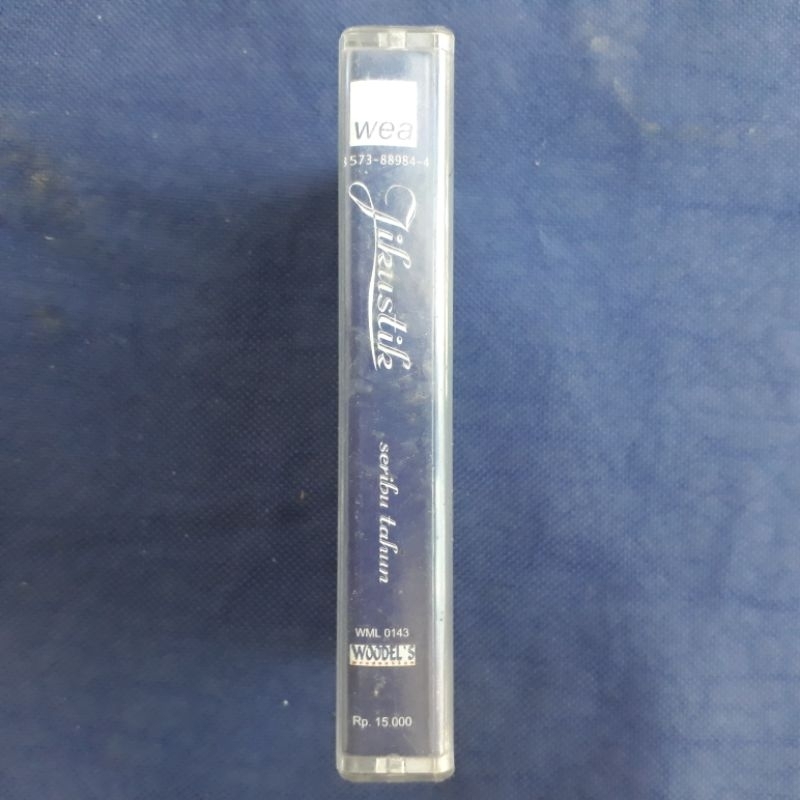 wea
573-88984-4
Jikustik
seribu tahun
WML 0143
WOODEL'S
Rp. 15.000